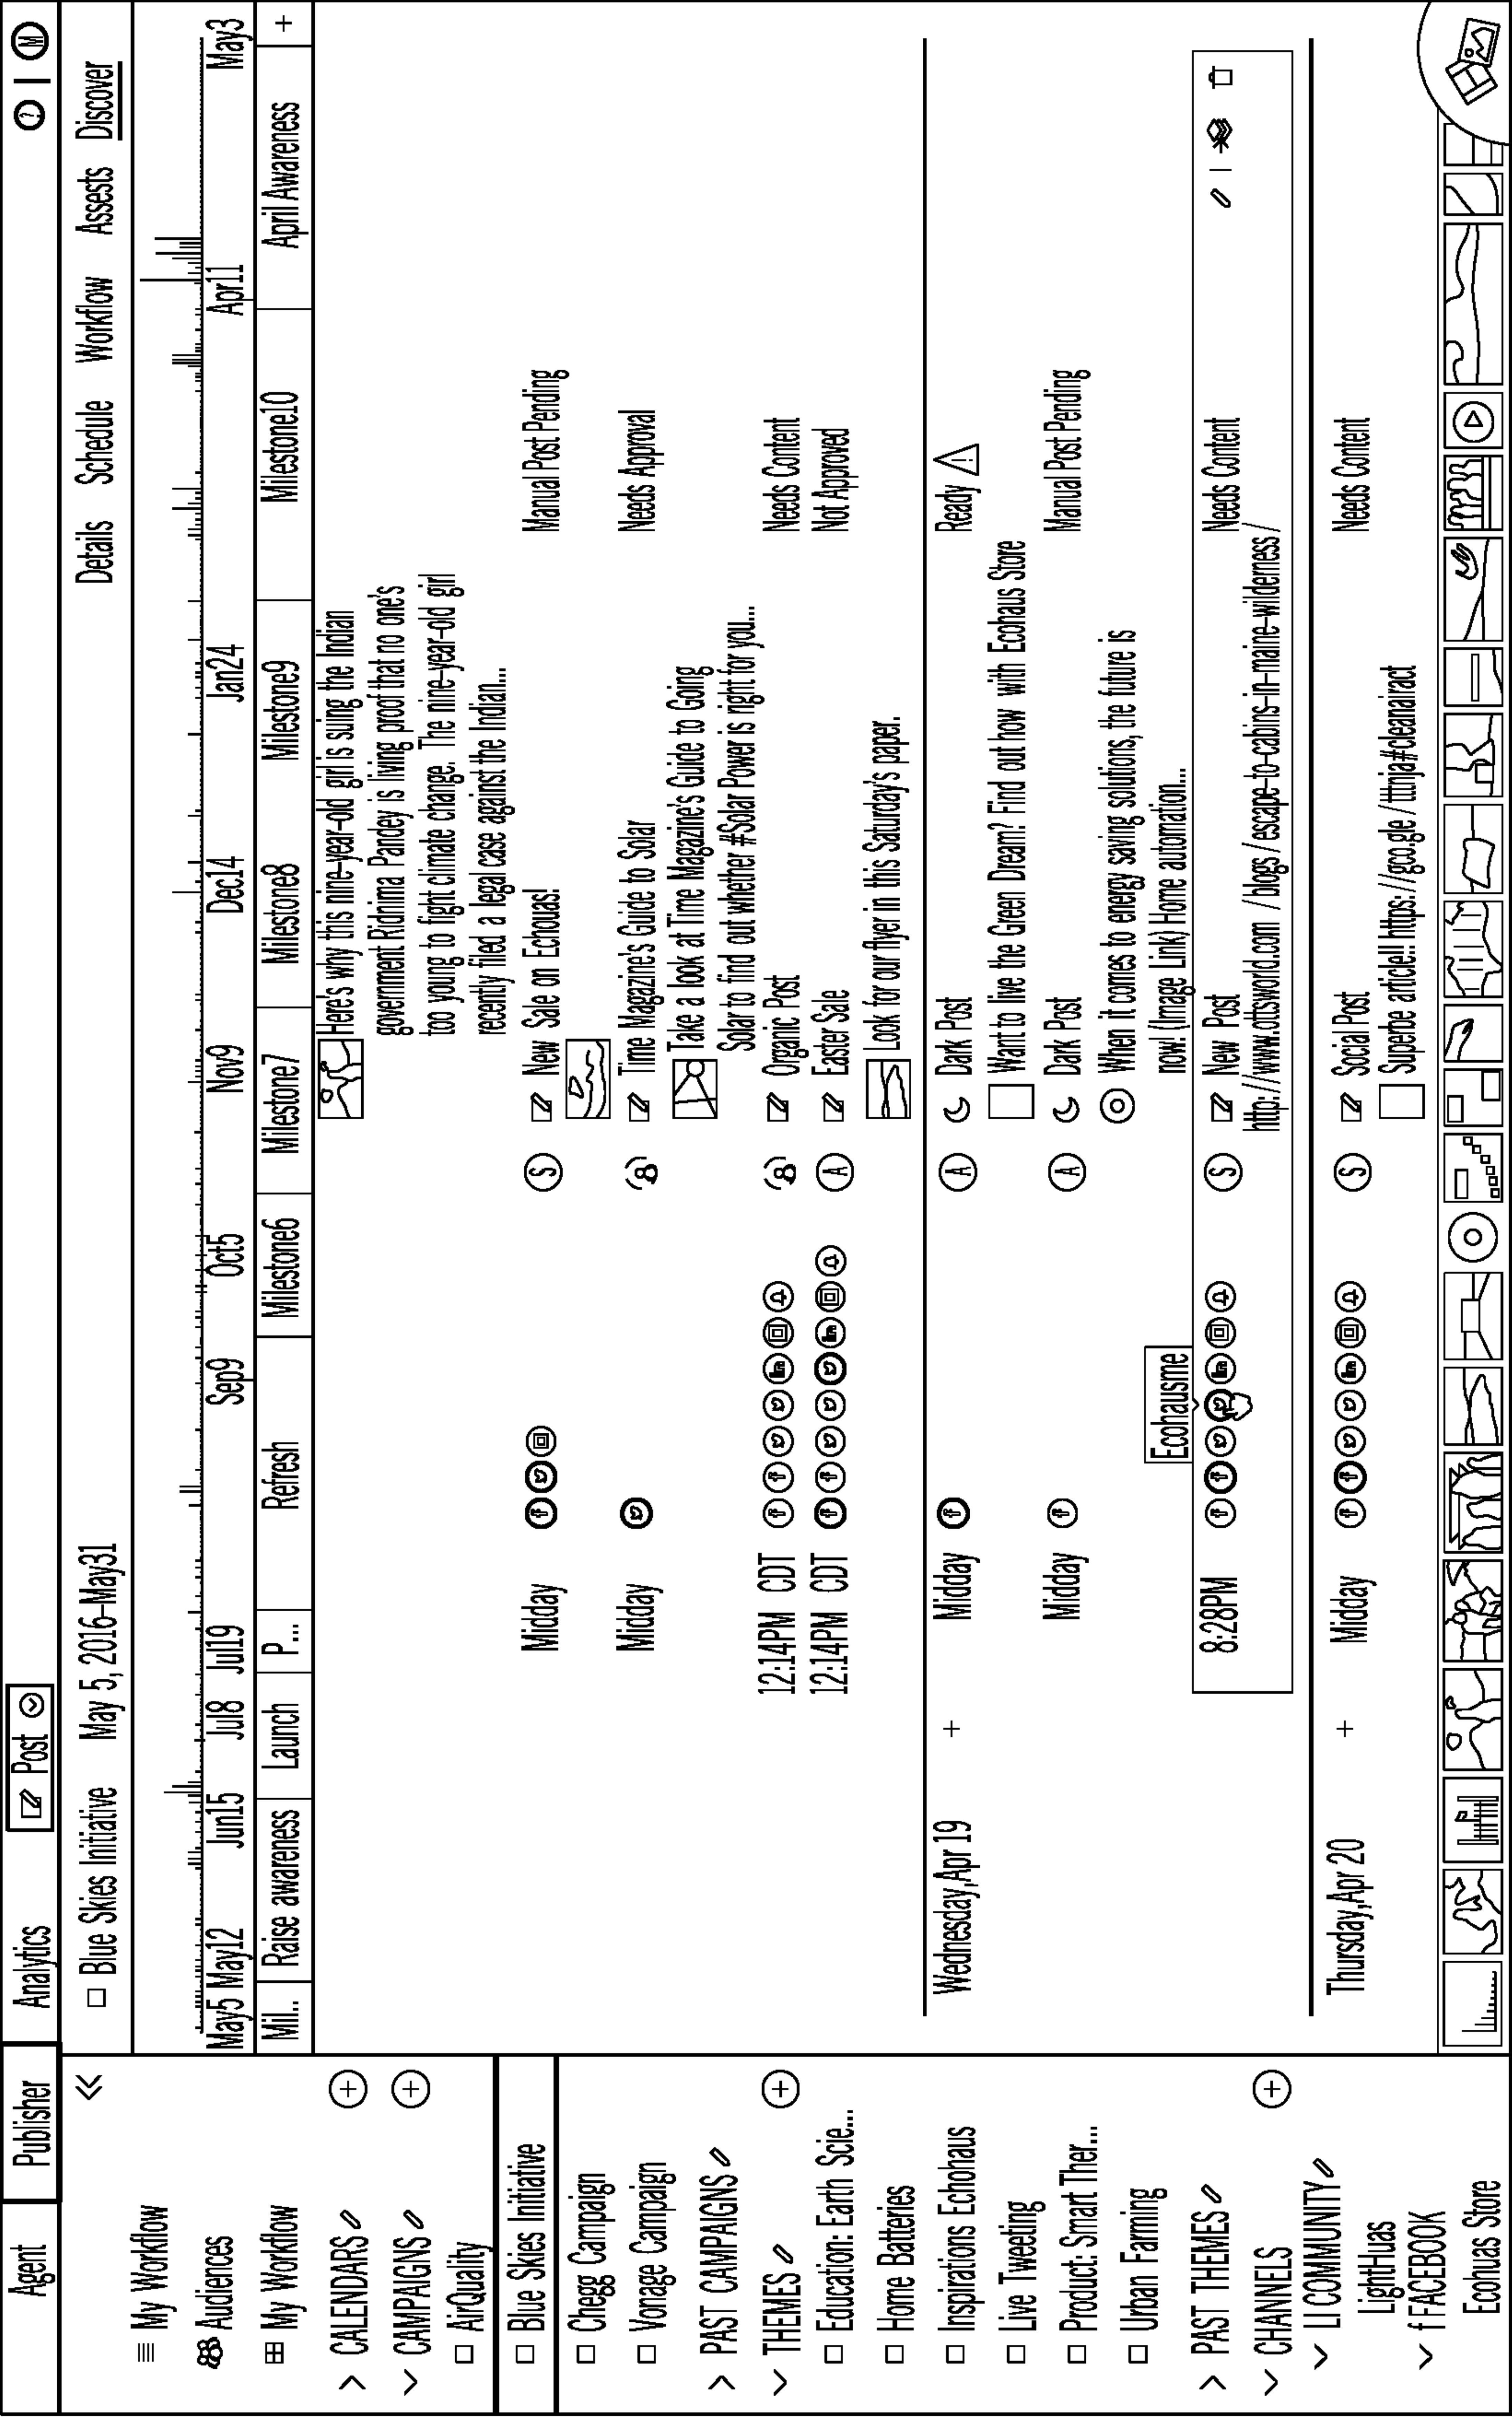 Agent Publisher Analytics Post ? | M
My Workflow
Audiences
My Workflow
> CALENDARS +
CAMPAIGNS +
AirQuality
Blue Skies Initiative
Chegg Campaign
Vonage Campaign
> PAST CAMPAIGNS
THEMES +
Education: Earth Scie...
Home Batteries
Inspirations Echohaus
Live Tweeting
Product: Smart Ther...
Urban Farming
> PAST THEMES
CHANNELS +
LI COMMUNITY
LightHuas
f FACEBOOK
Ecohuas Store
Blue Skies Initiative May 5, 2016-May31 Details Schedule Workflow Assests Discover
May5 May12 Jun15 Jul8 Jul19 Sep9 Oct5 Nov9 Dec14 Jan24 Apr11 May3
Mil.. Raise awareness Launch P... Refresh Milestone6 Milestone7 Milestone8 Milestone9 Milestone10 April Awareness +
Here's why this nine-year-old girl is suing the Indian
government Ridhima Pandey is living proof that no one's
too young to fight climate change. The nine-year-old girl
recently filed a legal case against the Indian...
Midday S New Sale on Echouas! Manual Post Pending
Midday Time Magazine's Guide to Solar Needs Approval
Take a look at Time Magazine's Guide to Going
Solar to find out whether #Solar Power is right for you...
12:14PM CDT Organic Post Needs Content
12:14PM CDT A Easter Sale Not Approved
Look for our flyer in this Saturday's paper.
Wednesday,Apr 19 + Midday A Dark Post Ready
Want to live the Green Dream? Find out how with Ecohaus Store
Midday A Dark Post Manual Post Pending
When it comes to energy saving solutions, the future is
now! (Image Link) Home automation...
Ecohausme
8:28PM S New Post Needs Content
http://www.ottsworld.com /blogs /escape-to-cabins-in-maine-wilderness /
Thursday,Apr 20 + Midday S Social Post Needs Content
Superbe article!! https: //goo.gle / tttnja#cleanairact